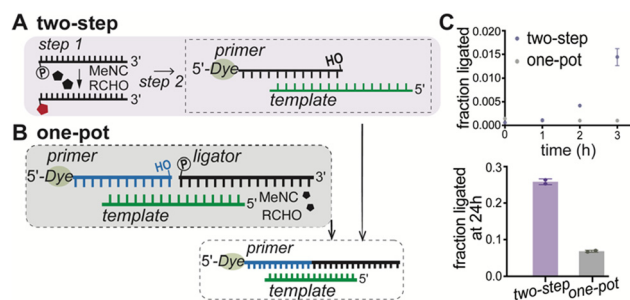 A two-step
step 1
3'
P
MeNC
RCHO
3'
step 2
primer
5'-Dye
HO
template
5'
B one-pot
primer
HO
P
ligator
5'-Dye
3'
5'
MeNC
RCHO
template
primer
5'-Dye
template
C
fraction ligated
0.020
0.015
0.010
0.005
0.000
two-step
one-pot
0
1
2
3
time (h)
fraction ligated
at 24h
0.3
0.2
0.1
0.0
two-step
one-pot